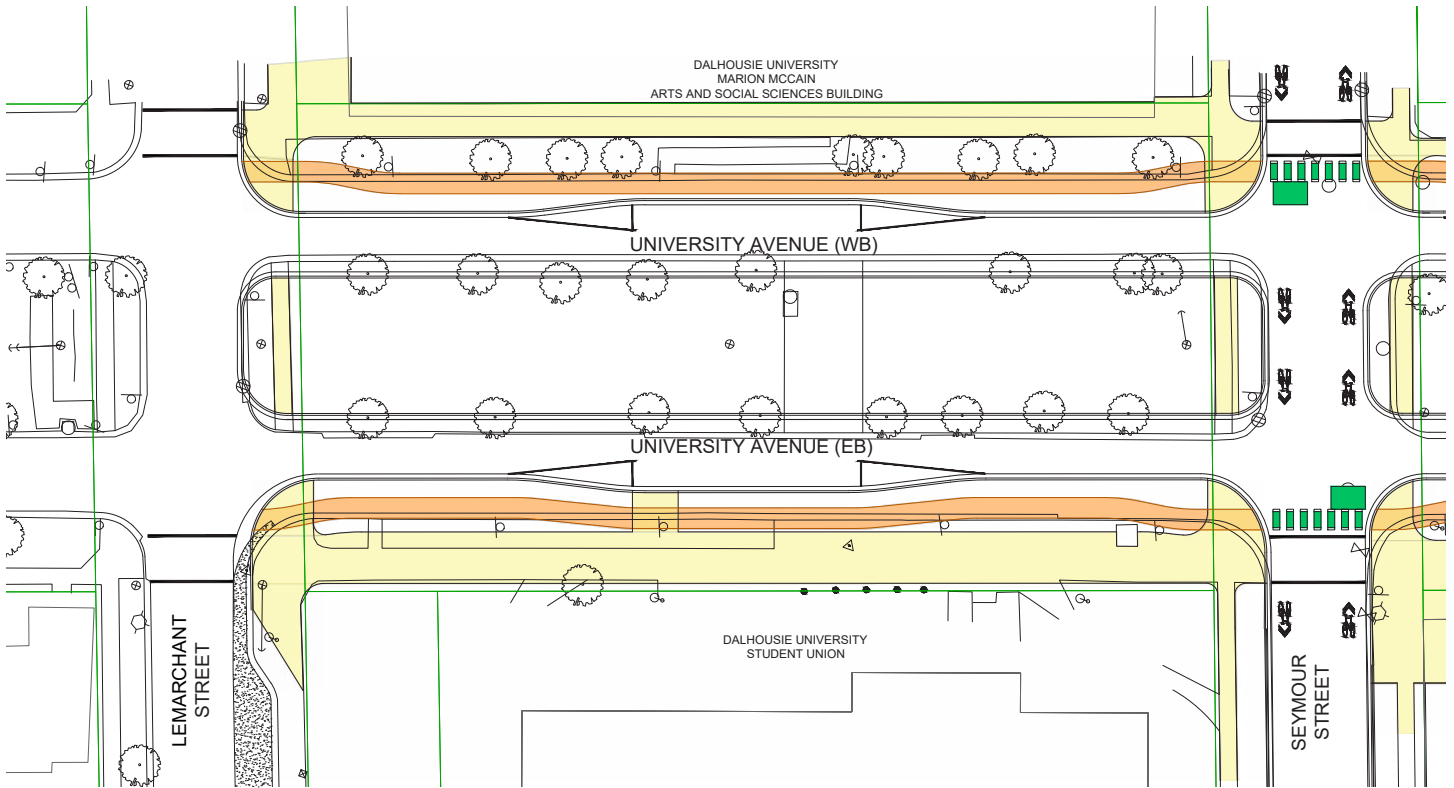 DALHOUSIE UNIVERSITY
MARION MCCAIN
ARTS AND SOCIAL SCIENCES BUILDING
UNIVERSITY AVENUE (WB)
UNIVERSITY AVENUE (EB)
DALHOUSIE UNIVERSITY
STUDENT UNION
LEMARCHANT
STREET
SEYMOUR
STREET